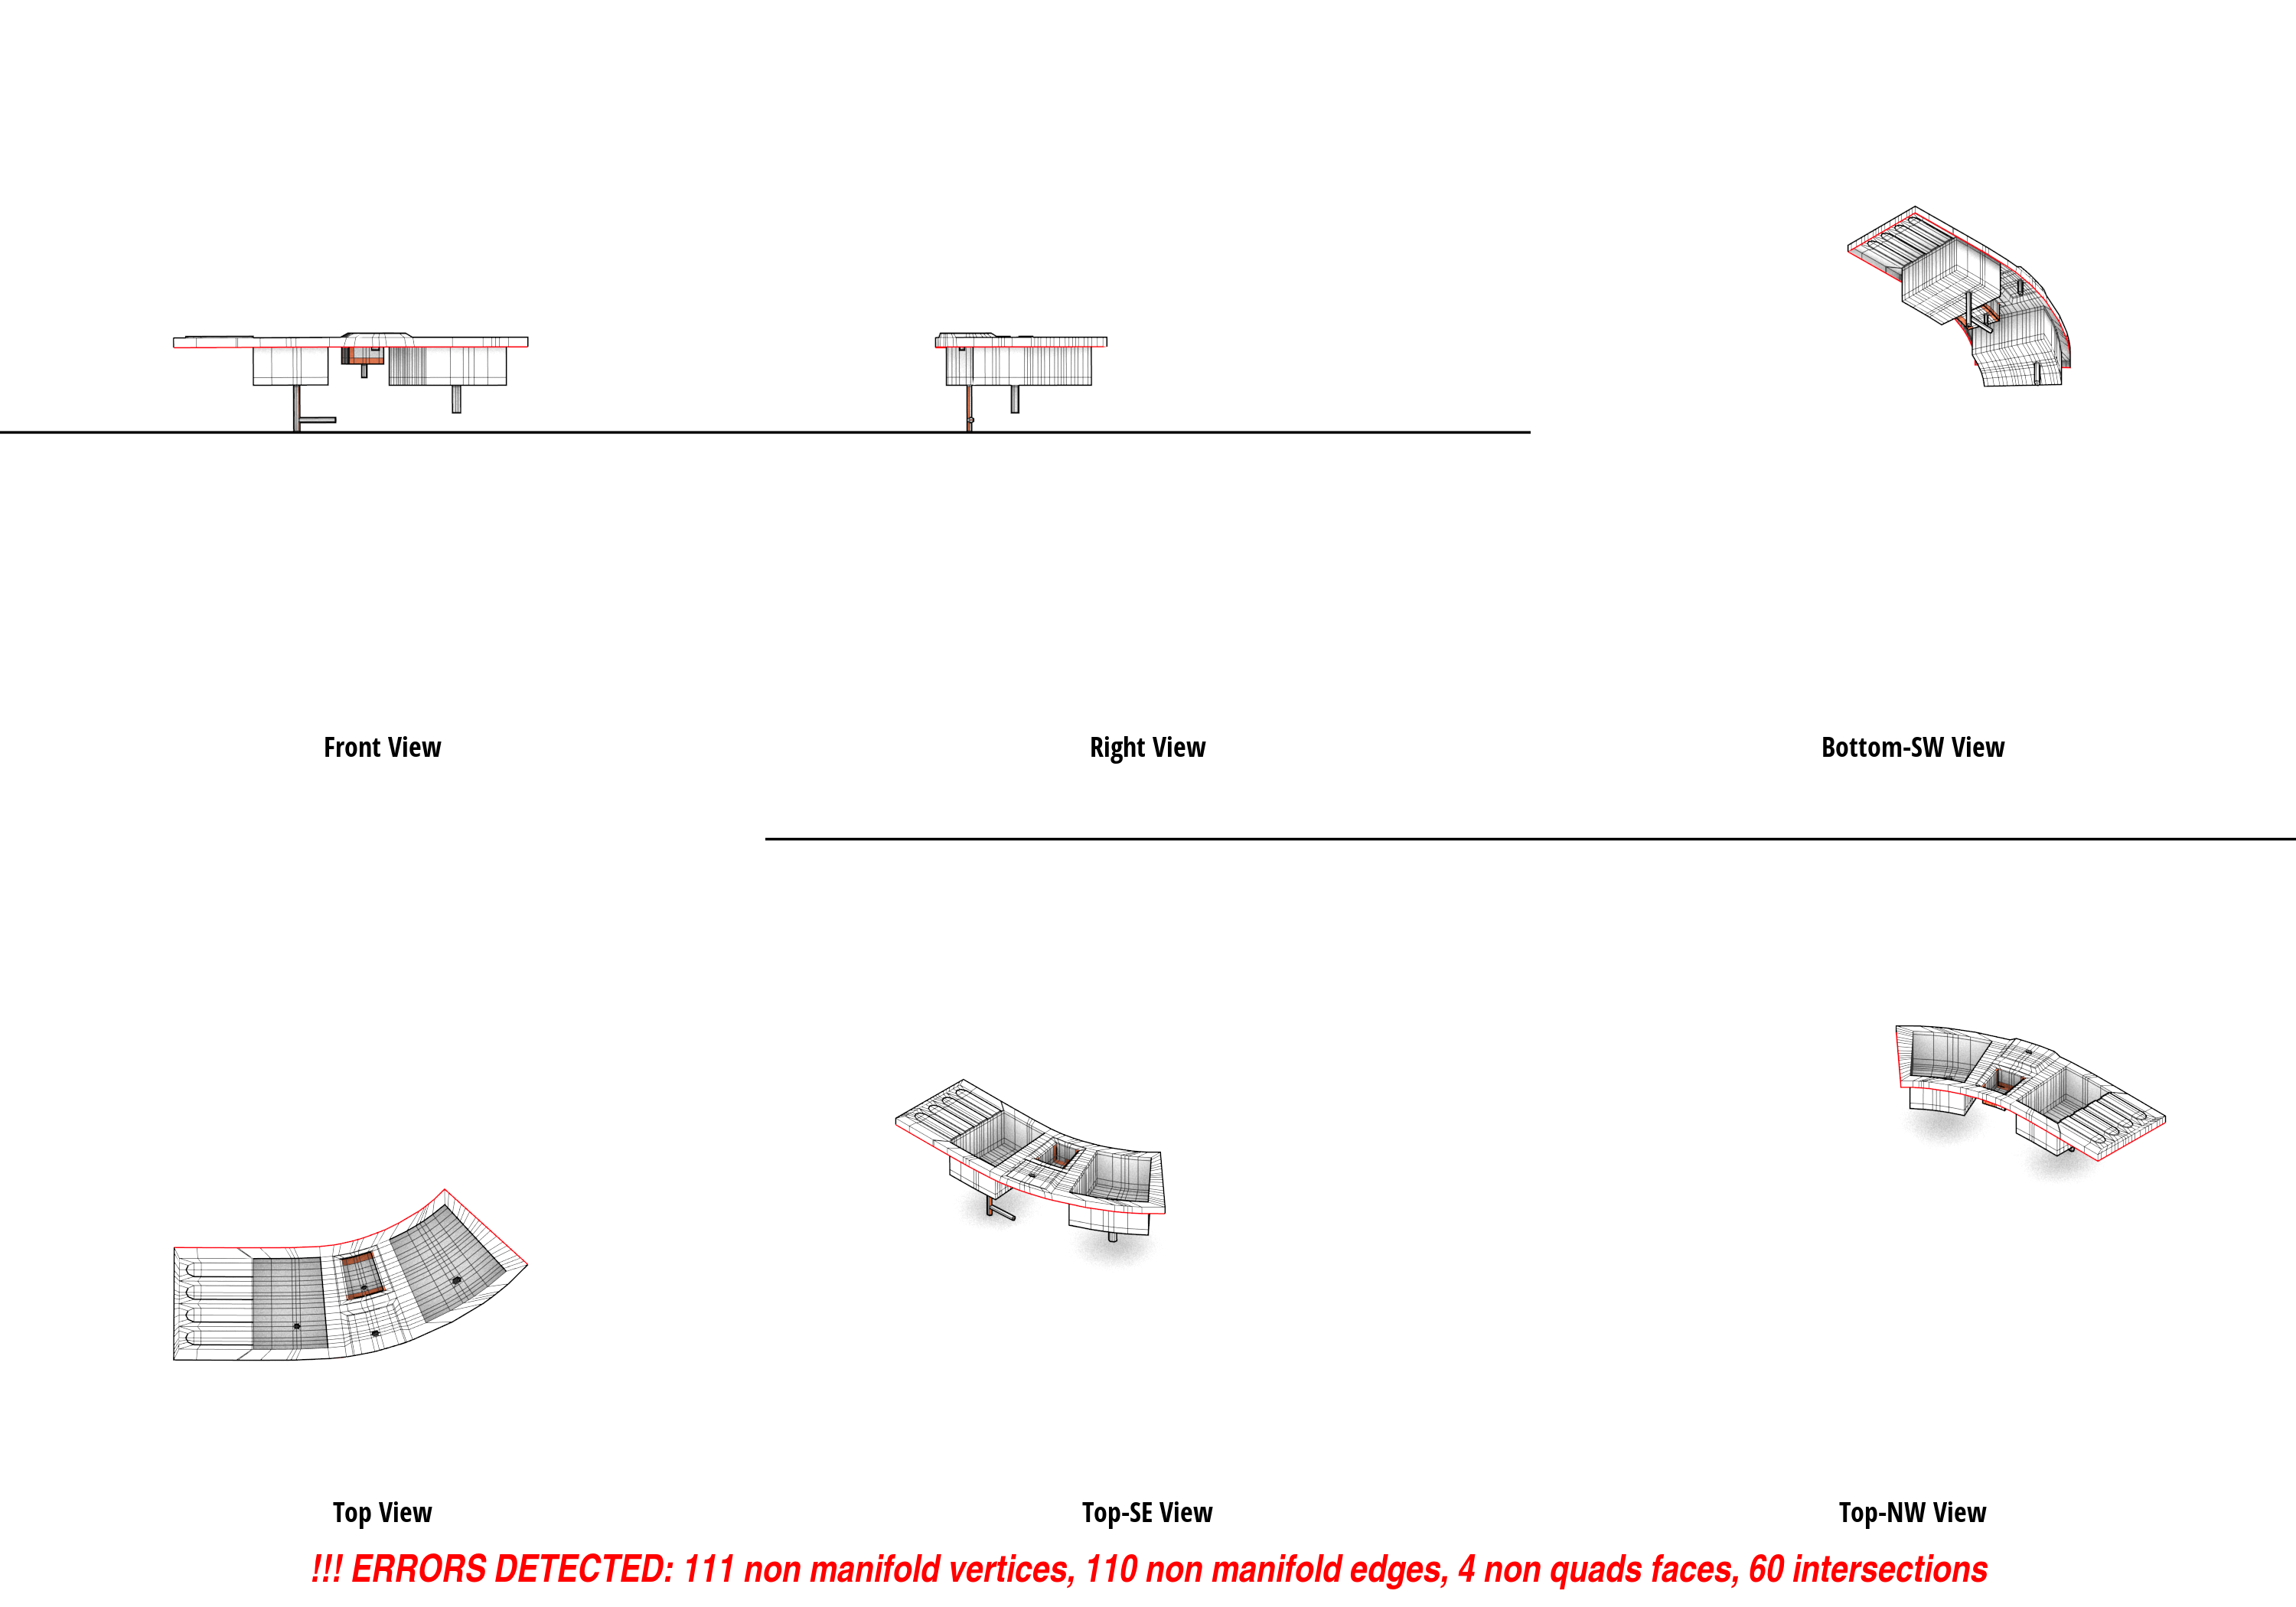 Front View
Right View
Bottom-SW View
Top View
Top-SE View
Top-NW View
!!! ERRORS DETECTED: 111 non manifold vertices, 110 non manifold edges, 4 non quads faces, 60 intersections